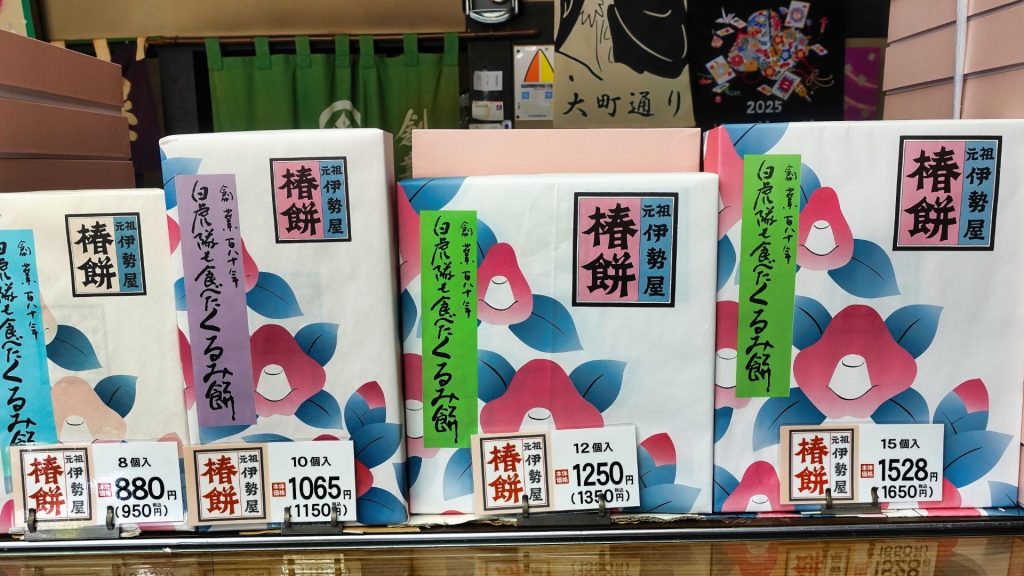 大町通り
2025
元祖 伊勢屋
椿餅
創業百八十年
白虎隊も食べたくるみ餅
8個入
本体価格 880円
(950円)
元祖 伊勢屋
椿餅
元祖 伊勢屋
椿餅
創業百八十年
白虎隊も食べたくるみ餅
10個入
本体価格 1065円
(1150円)
元祖 伊勢屋
椿餅
元祖 伊勢屋
椿餅
創業百八十年
白虎隊も食べたくるみ餅
12個入
本体価格 1250円
(1350円)
元祖 伊勢屋
椿餅
元祖 伊勢屋
椿餅
創業百八十年
白虎隊も食べたくるみ餅
15個入
本体価格 1528円
(1650円)
元祖 伊勢屋
椿餅